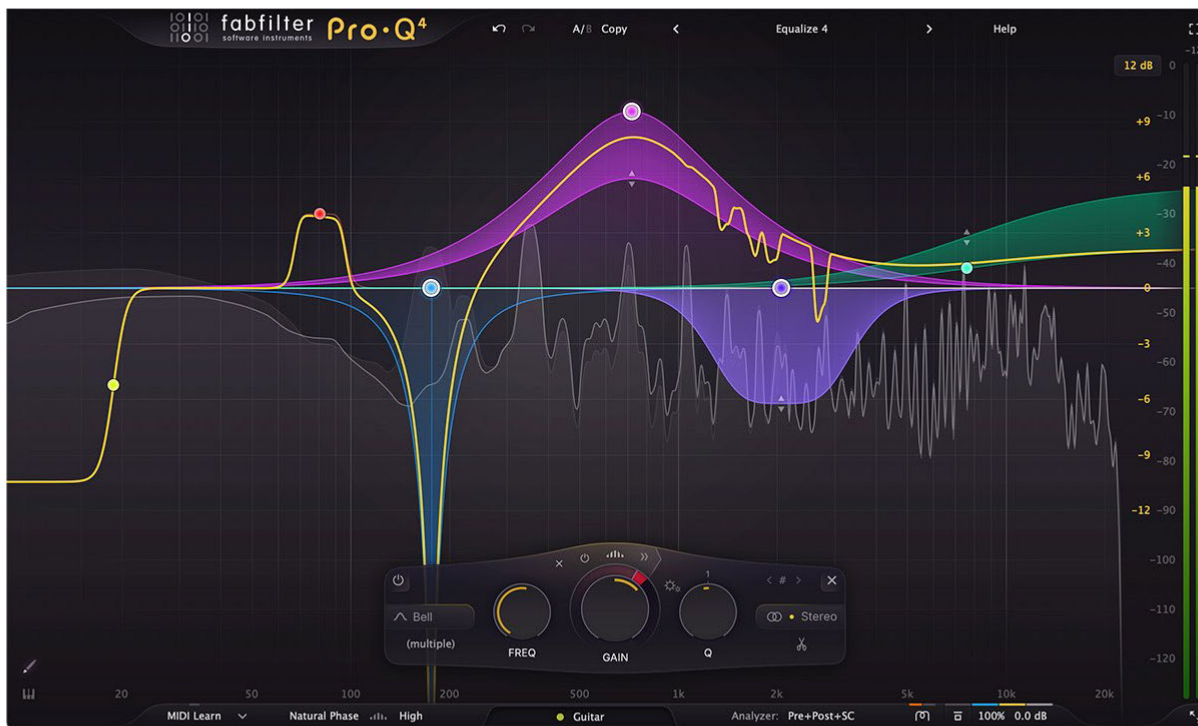 fabfilter Pro·Q4
software instruments
A/B Copy
Equalize 4
Help
12 dB
0
+9
-10
-20
+6
-30
+3
-40
0
-50
-3
-60
-6
-70
-9
-80
-12
-90
-100
-110
-120
1
< # >
Bell
Stereo
(multiple)
FREQ
GAIN
Q
20 50 100 200 500 1k 2k 5k 10k 20k
MIDI Learn
Natural Phase
High
Guitar
Analyzer: Pre+Post+SC
100% 0.0 dB